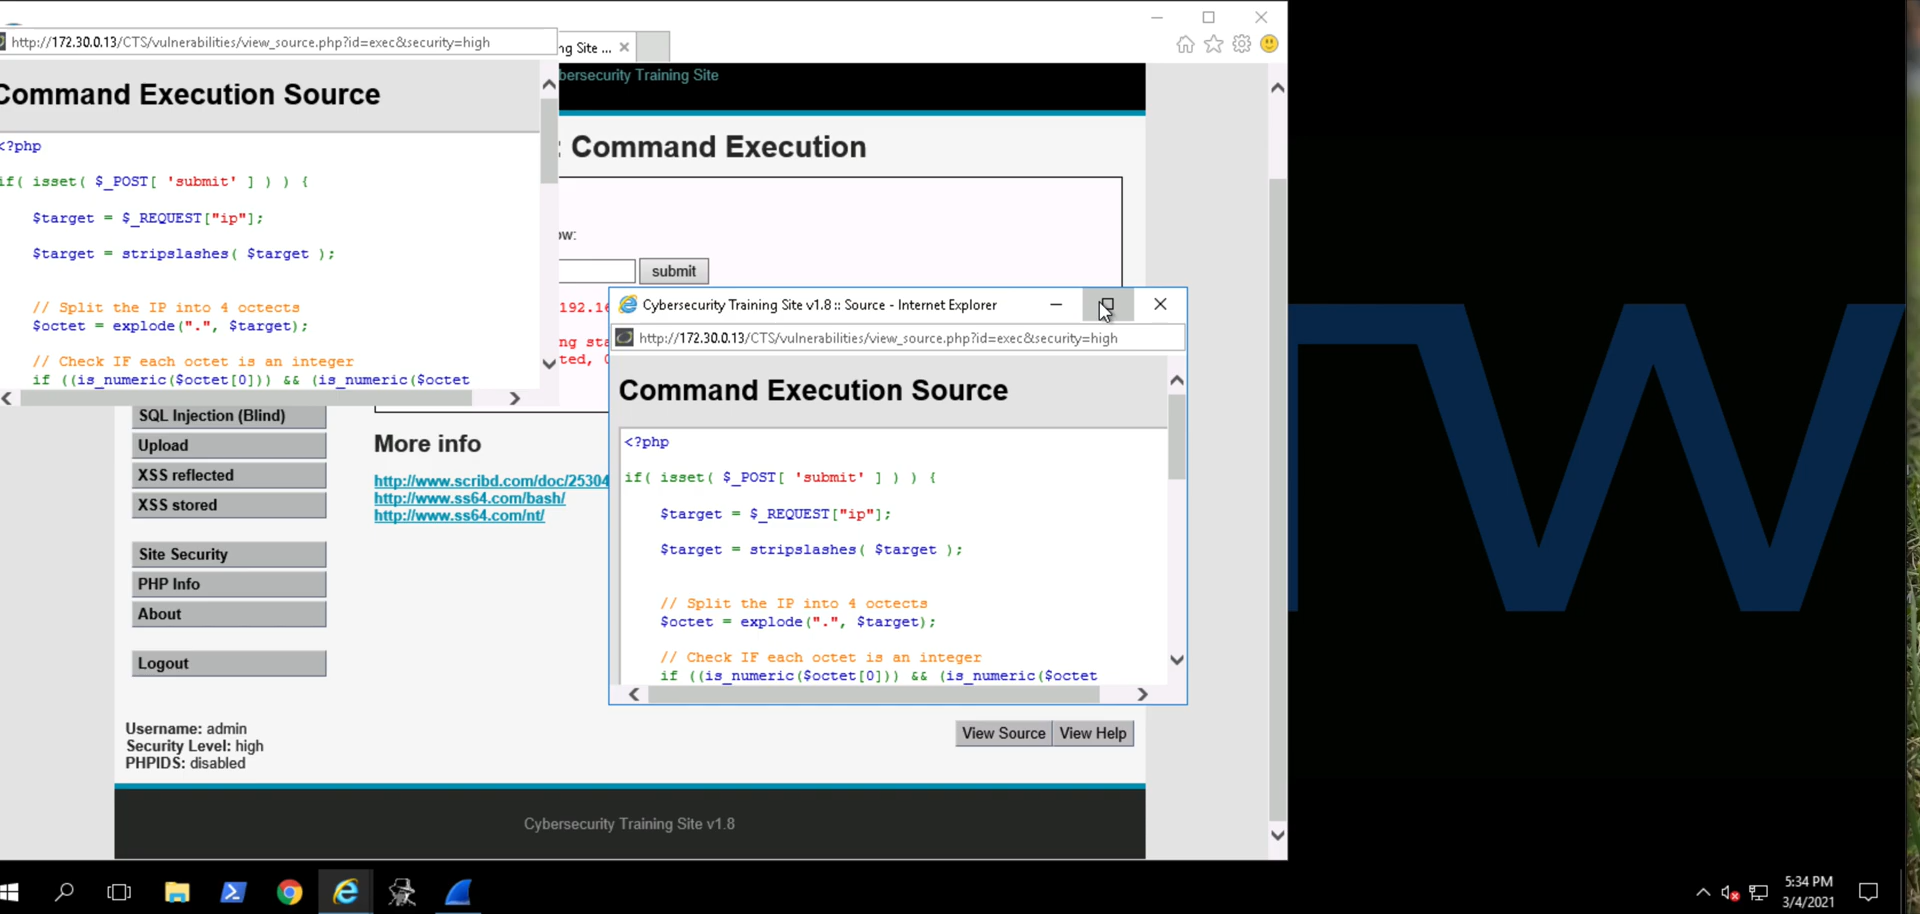 http://172.30.0.13/CTS/vulnerabilities/view_source.php?id=exec&security=high
Command Execution Source
<?php
if( isset( $_POST[ 'submit' ] ) ) {
$target = $_REQUEST["ip"];
$target = stripslashes( $target );
// Split the IP into 4 octects
$octet = explode(".", $target);
// Check IF each octet is an integer
if ((is_numeric($octet[0])) && (is_numeric($octet
ng Site ...
bersecurity Training Site
: Command Execution
ow:
submit
192.16
ng sta
ted, 0
Cybersecurity Training Site v1.8 :: Source - Internet Explorer
http://172.30.0.13/CTS/vulnerabilities/view_source.php?id=exec&security=high
Command Execution Source
<?php
if( isset( $_POST[ 'submit' ] ) ) {
$target = $_REQUEST["ip"];
$target = stripslashes( $target );
// Split the IP into 4 octects
$octet = explode(".", $target);
// Check IF each octet is an integer
if ((is_numeric($octet[0])) && (is_numeric($octet
SQL Injection (Blind)
Upload
XSS reflected
XSS stored
Site Security
PHP Info
About
Logout
More info
http://www.scribd.com/doc/25304
http://www.ss64.com/bash/
http://www.ss64.com/nt/
Username: admin
Security Level: high
PHPIDS: disabled
View Source
View Help
Cybersecurity Training Site v1.8
TW
5:34 PM
3/4/2021